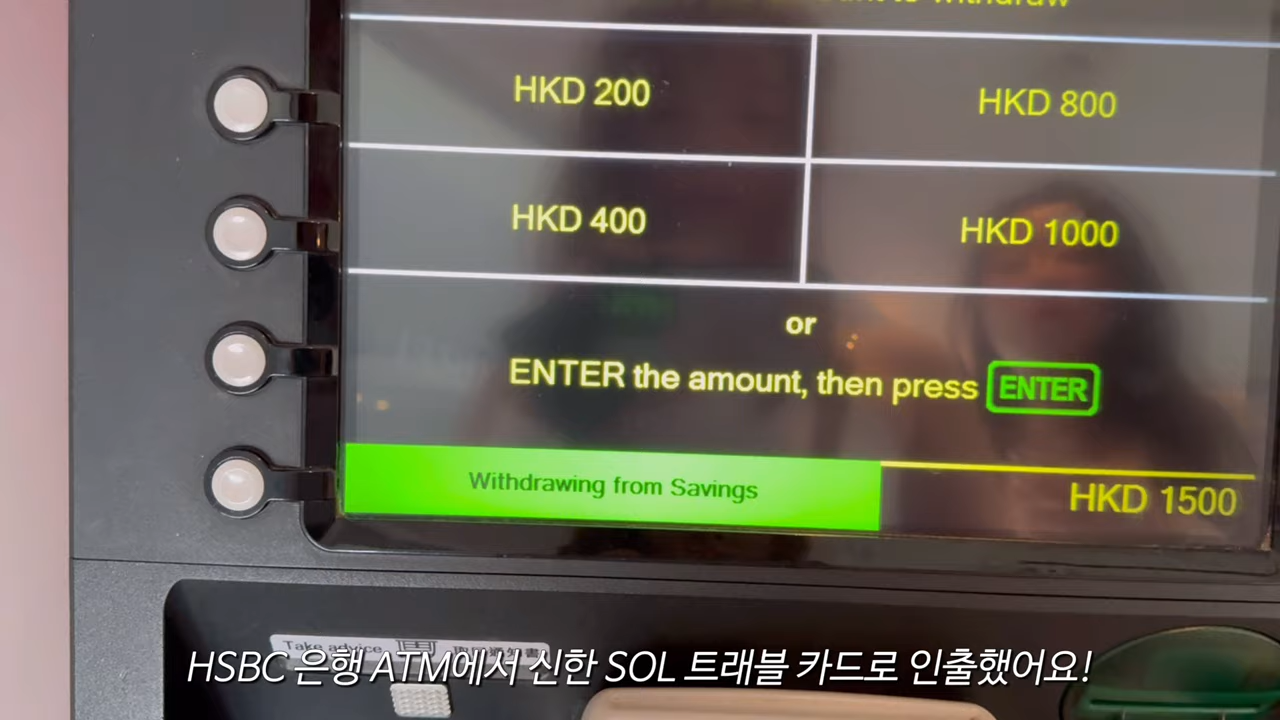 to withdraw
HKD 200
HKD 800
HKD 400
HKD 1000
or
ENTER the amount, then press ENTER
Withdrawing from Savings
HKD 1500
Take advice
HSBC 은행 ATM에서 신한 SOL 트래블 카드로 인출했어요!